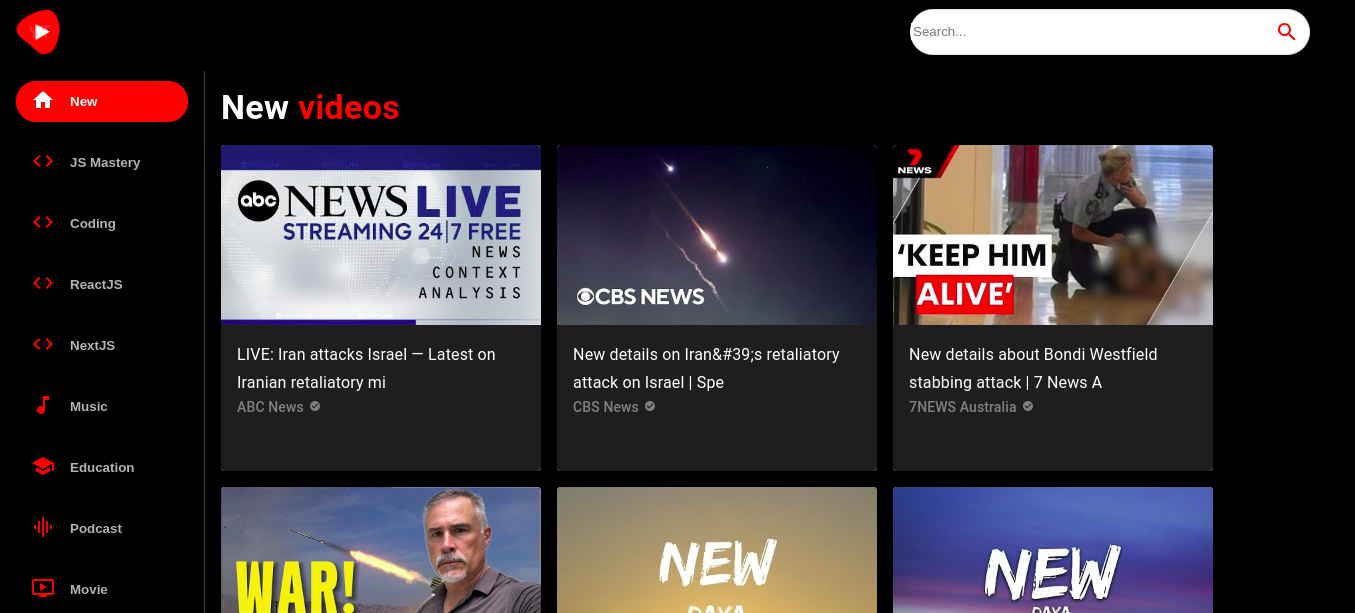 Search...
New
JS Mastery
Coding
ReactJS
NextJS
Music
Education
Podcast
Movie
New videos
abc NEWS LIVE
STREAMING 24|7 FREE
NEWS
CONTEXT
ANALYSIS
LIVE: Iran attacks Israel — Latest on
Iranian retaliatory mi
ABC News
CBS NEWS
New details on Iran&#39;s retaliatory
attack on Israel | Spe
CBS News
7
NEWS
‘KEEP HIM
ALIVE’
New details about Bondi Westfield
stabbing attack | 7 News A
7NEWS Australia
WAR!
NEW
DAYA
NEW
DAYA